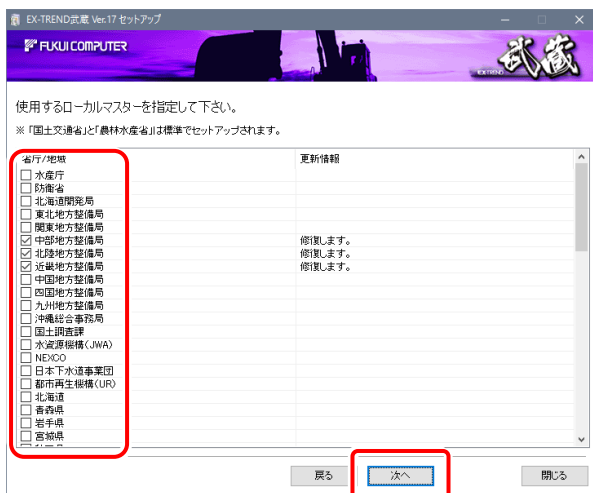 EX-TREND武蔵 Ver.17 セットアップ
FUKUI COMPUTER
EX-TREND 武蔵
使用するローカルマスターを指定して下さい。
※「国土交通省」と「農林水産省」は標準でセットアップされます。
省庁/地域 更新情報
水産庁
防衛省
北海道開発局
東北地方整備局
関東地方整備局
中部地方整備局 修復します。
北陸地方整備局 修復します。
近畿地方整備局 修復します。
中国地方整備局
四国地方整備局
九州地方整備局
沖縄総合事務局
国土調査課
水資源機構(JWA)
NEXCO
日本下水道事業団
都市再生機構(UR)
北海道
青森県
岩手県
宮城県
戻る 次へ 閉じる